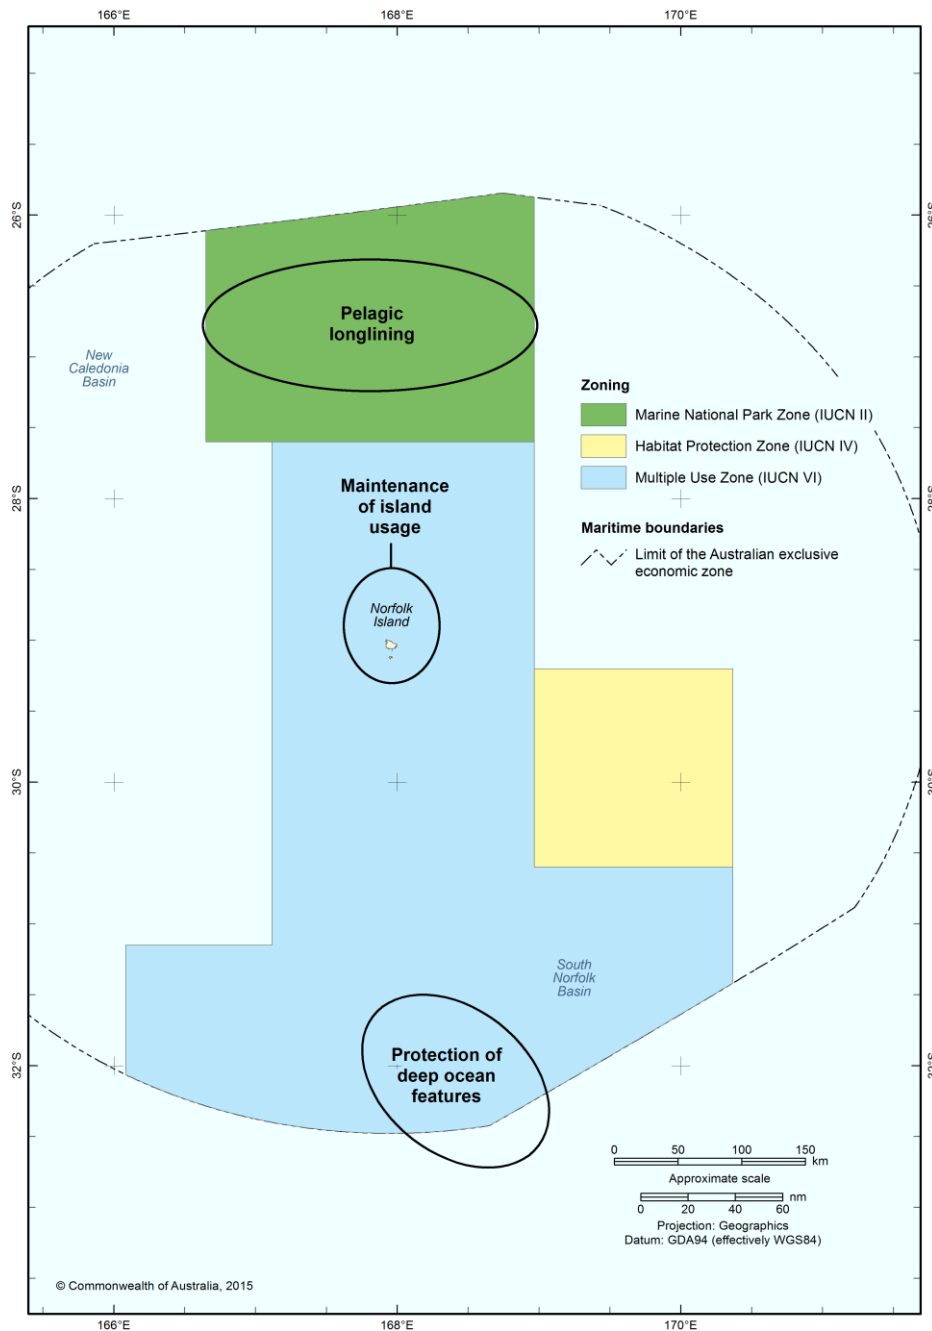 166°E
168°E
170°E
26°S
26°S
Pelagic
longlining
New
Caledonia
Basin
Zoning
Marine National Park Zone (IUCN II)
Habitat Protection Zone (IUCN IV)
Multiple Use Zone (IUCN VI)
Maritime boundaries
Limit of the Australian exclusive
economic zone
Maintenance
of island
usage
28°S
28°S
Norfolk
Island
30°S
30°S
South
Norfolk
Basin
Protection of
deep ocean
features
32°S
32°S
0 50 100 150
km
Approximate scale
nm
0 20 40 60
Projection: Geographics
Datum: GDA94 (effectively WGS84)
© Commonwealth of Australia, 2015
166°E
168°E
170°E